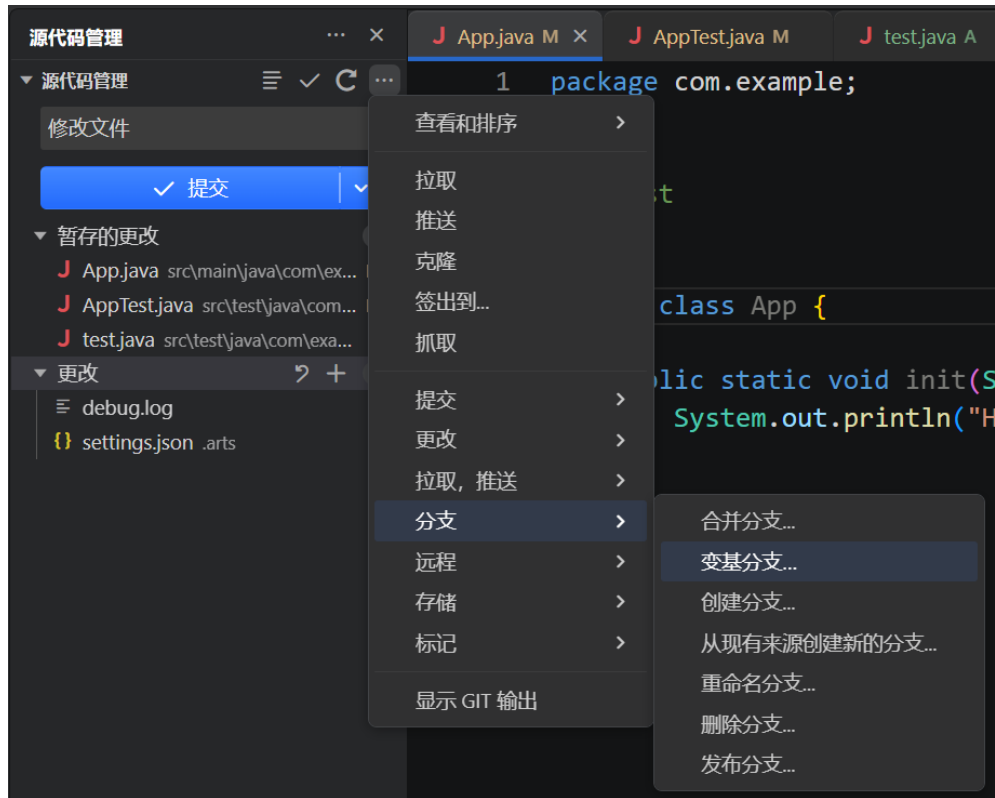 源代码管理
App.java M
AppTest.java M
test.java A
源代码管理
修改文件
提交
暂存的更改
App.java src\main\java\com\ex...
AppTest.java src\test\java\com...
test.java src\test\java\com\exa...
更改
debug.log
settings.json .arts
查看和排序
拉取
推送
克隆
签出到...
抓取
提交
更改
拉取，推送
分支
远程
存储
标记
显示 GIT 输出
合并分支...
变基分支...
创建分支...
从现有来源创建新的分支...
重命名分支...
删除分支...
发布分支...
1 package com.example;
st
class App {
lic static void init(S
System.out.println("H